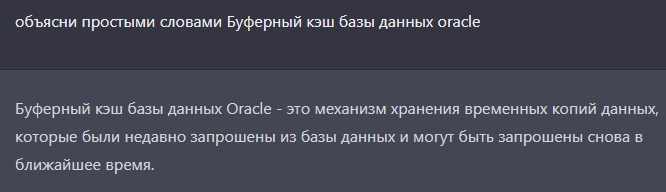 объясни простыми словами Буферный кэш базы данных oracle
Буферный кэш базы данных Oracle - это механизм хранения временных копий данных,
которые были недавно запрошены из базы данных и могут быть запрошены снова в
ближайшее время.